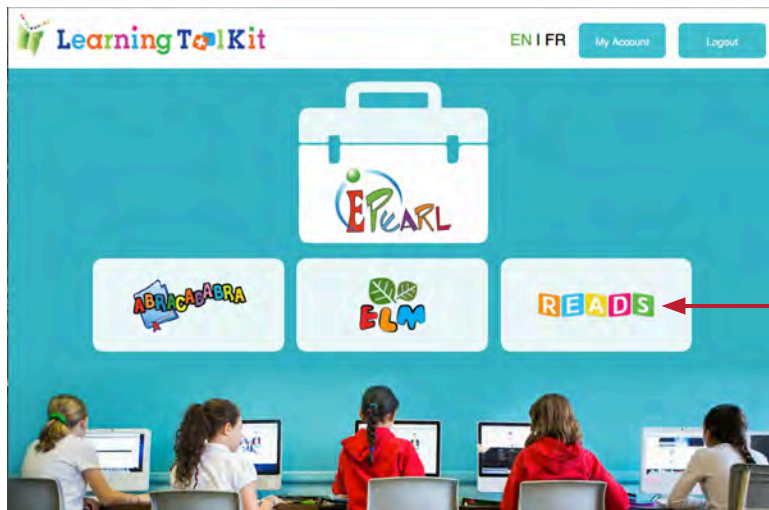 Learning ToolKit
EN | FR
My Account
Logout
EPEARL
ABRACADABRA
ELM
READS